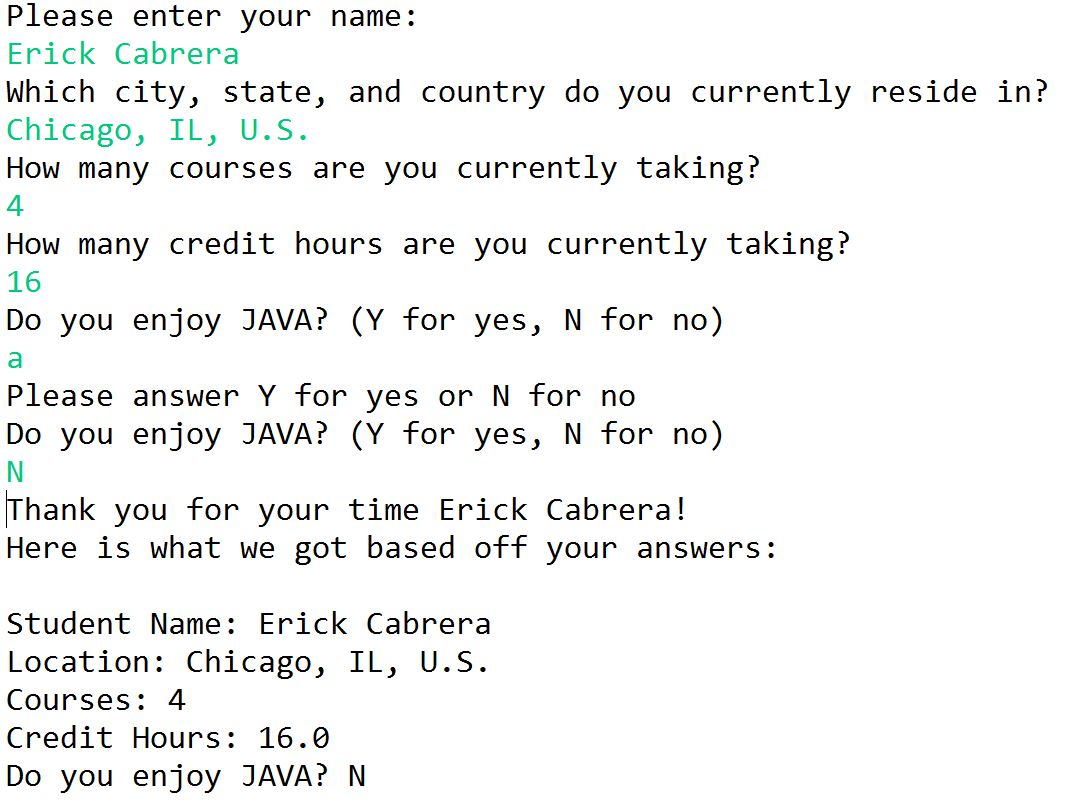 Please enter your name:
Erick Cabrera
Which city, state, and country do you currently reside in?
Chicago, IL, U.S.
How many courses are you currently taking?
4
How many credit hours are you currently taking?
16
Do you enjoy JAVA? (Y for yes, N for no)
a
Please answer Y for yes or N for no
Do you enjoy JAVA? (Y for yes, N for no)
N
Thank you for your time Erick Cabrera!
Here is what we got based off your answers:
Student Name: Erick Cabrera
Location: Chicago, IL, U.S.
Courses: 4
Credit Hours: 16.0
Do you enjoy JAVA? N